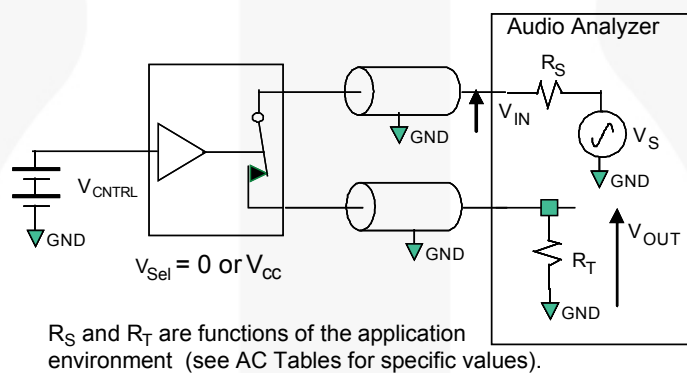 Audio Analyzer
R_S
V_IN
V_S
GND
GND
V_CNTRL
GND
GND
V_OUT
R_T
V_Sel = 0 or V_cc
GND
R_S and R_T are functions of the application
environment (see AC Tables for specific values).